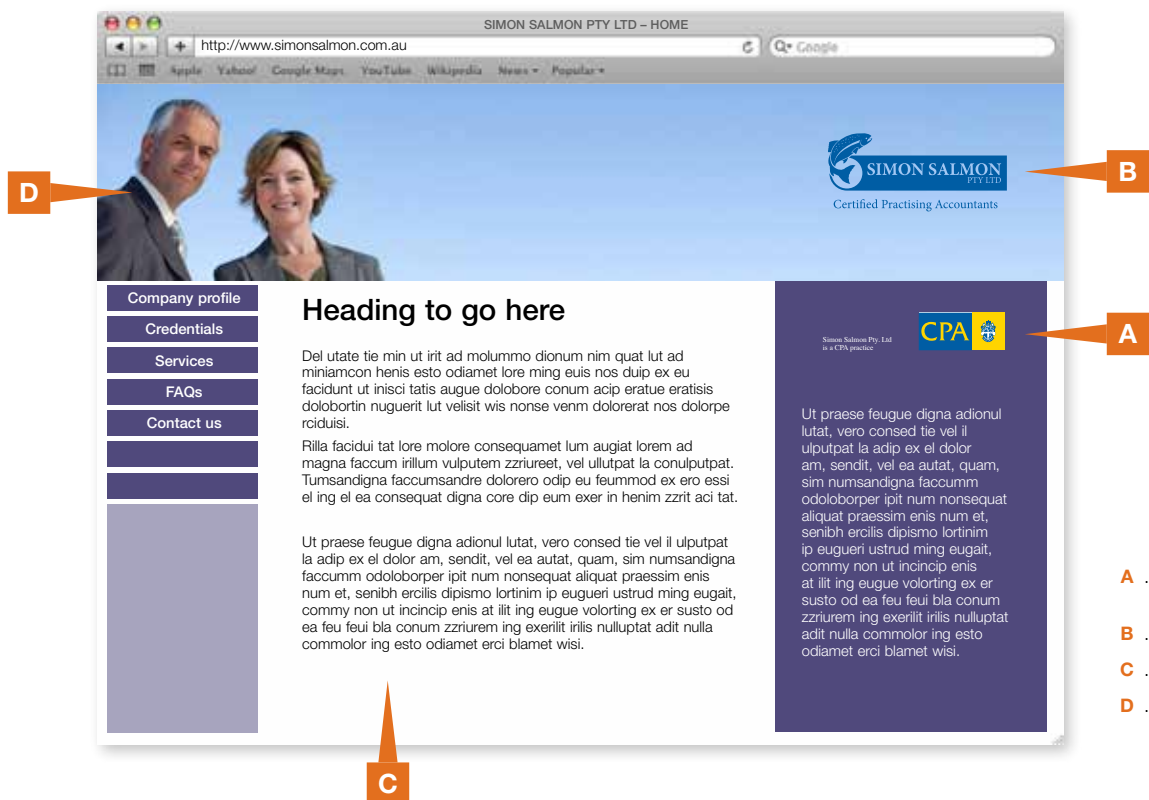 SIMON SALMON PTY LTD – HOME
http://www.simonsalmon.com.au
Google
Apple Yahoo! Google Maps YouTube Wikipedia News Popular
D
SIMON SALMON
PTY LTD
Certified Practising Accountants
B
Company profile
Credentials
Services
FAQs
Contact us
Heading to go here
Del utate tie min ut irit ad molummo dionum nim quat lut ad
miniamcon henis esto odiamet lore ming euis nos duip ex eu
facidunt ut inisci tatis augue dolobore conum acip eratue eratisis
dolobortin nuguerit lut velisit wis nonse venm dolorerat nos dolorpe
rciduisi.
Rilla facidui tat lore molore consequamet lum augiat lorem ad
magna faccum irillum vulputem zzriureet, vel ullutpat la conulputpat.
Tumsandigna faccumsandre dolorero odip eu feummod ex ero essi
el ing el ea consequat digna core dip eum exer in henim zzrit aci tat.
Ut praese feugue digna adionul lutat, vero consed tie vel il ulputpat
la adip ex el dolor am, sendit, vel ea autat, quam, sim numsandigna
faccumm odoloborper ipit num nonsequat aliquat praessim enis
num et, senibh ercilis dipismo lortinim ip eugueri ustrud ming eugait,
commy non ut incincip enis at ilit ing eugue volorting ex er susto od
ea feu feui bla conum zzriurem ing exerilit irilis nulluptat adit nulla
commolor ing esto odiamet erci blamet wisi.
Simon Salmon Pty. Ltd
is a CPA practice
CPA
A
Ut praese feugue digna adionul
lutat, vero consed tie vel il
ulputpat la adip ex el dolor
am, sendit, vel ea autat, quam,
sim numsandigna faccumm
odoloborper ipit num nonsequat
aliquat praessim enis num et,
senibh ercilis dipismo lortinim
ip eugueri ustrud ming eugait,
commy non ut incincip enis
at ilit ing eugue volorting ex er
susto od ea feu feui bla conum
zzriurem ing exerilit irilis nulluptat
adit nulla commolor ing esto
odiamet erci blamet wisi.
A .
B .
C .
D .
C